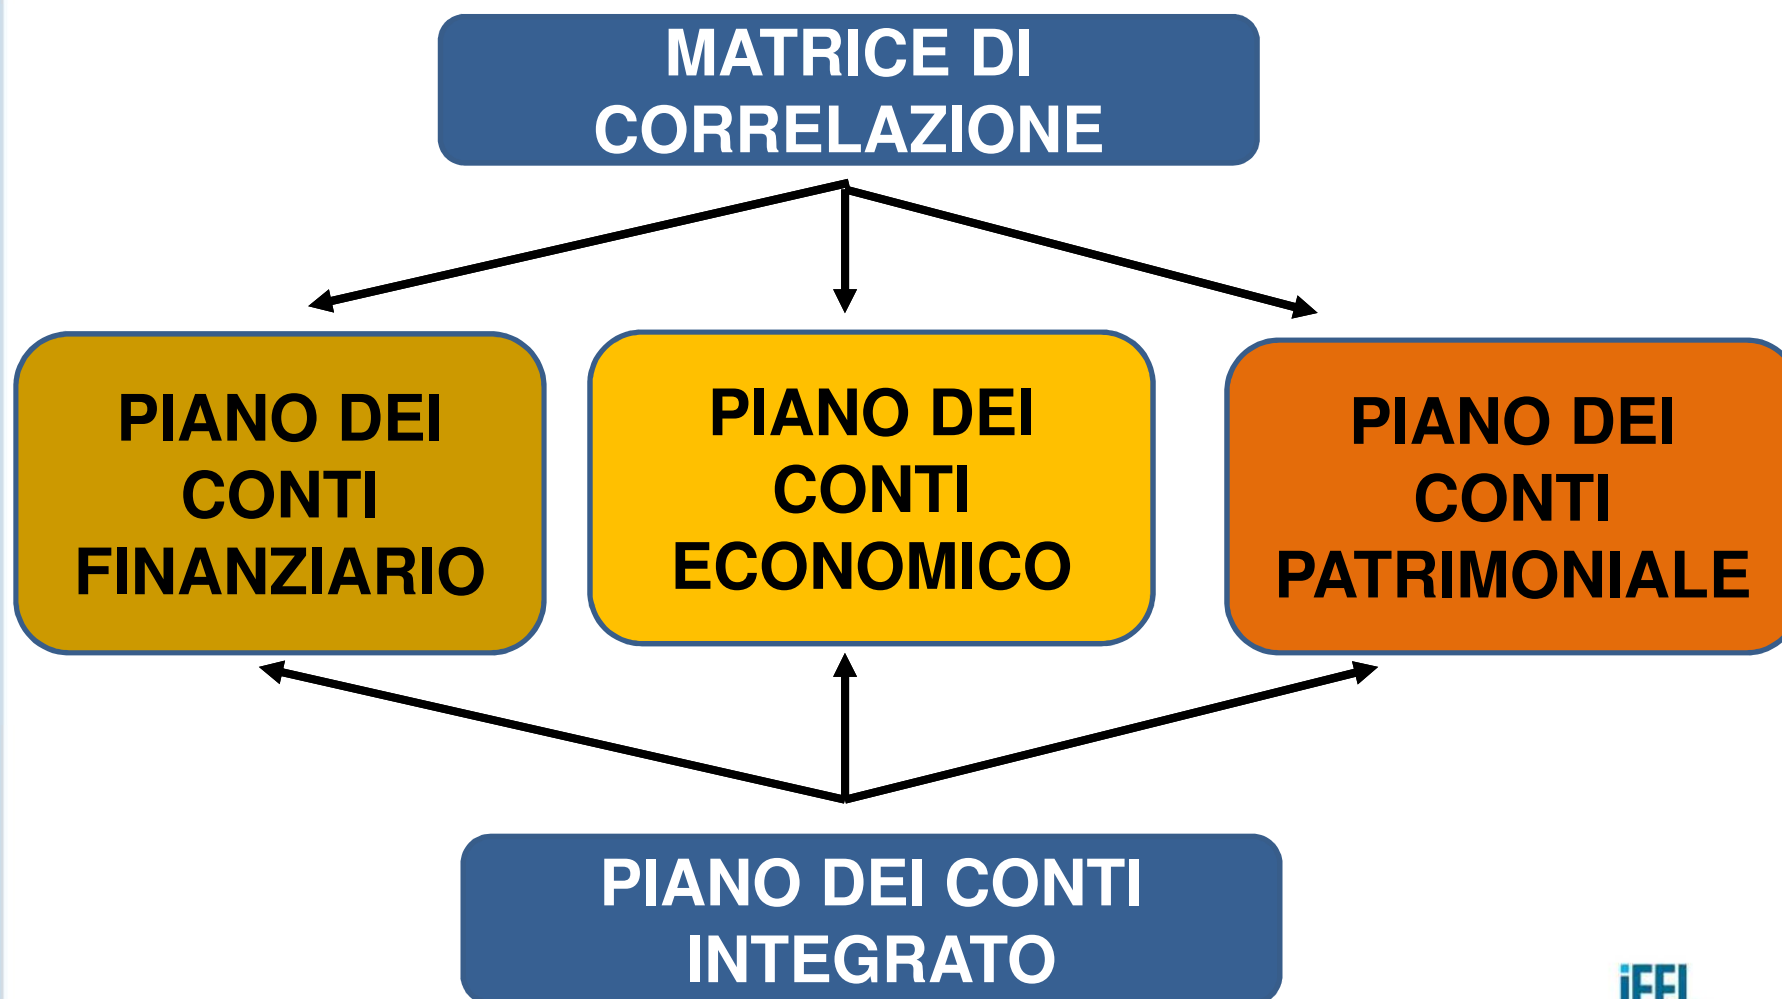 MATRICE DI
CORRELAZIONE
PIANO DEI
CONTI
FINANZIARIO
PIANO DEI
CONTI
ECONOMICO
PIANO DEI
CONTI
PATRIMONIALE
PIANO DEI CONTI
INTEGRATO